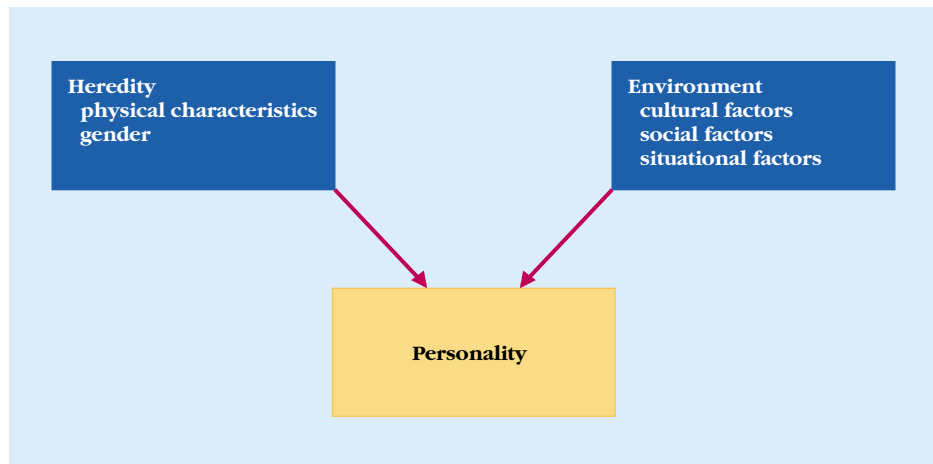 Heredity
physical characteristics
gender
Environment
cultural factors
social factors
situational factors
Personality